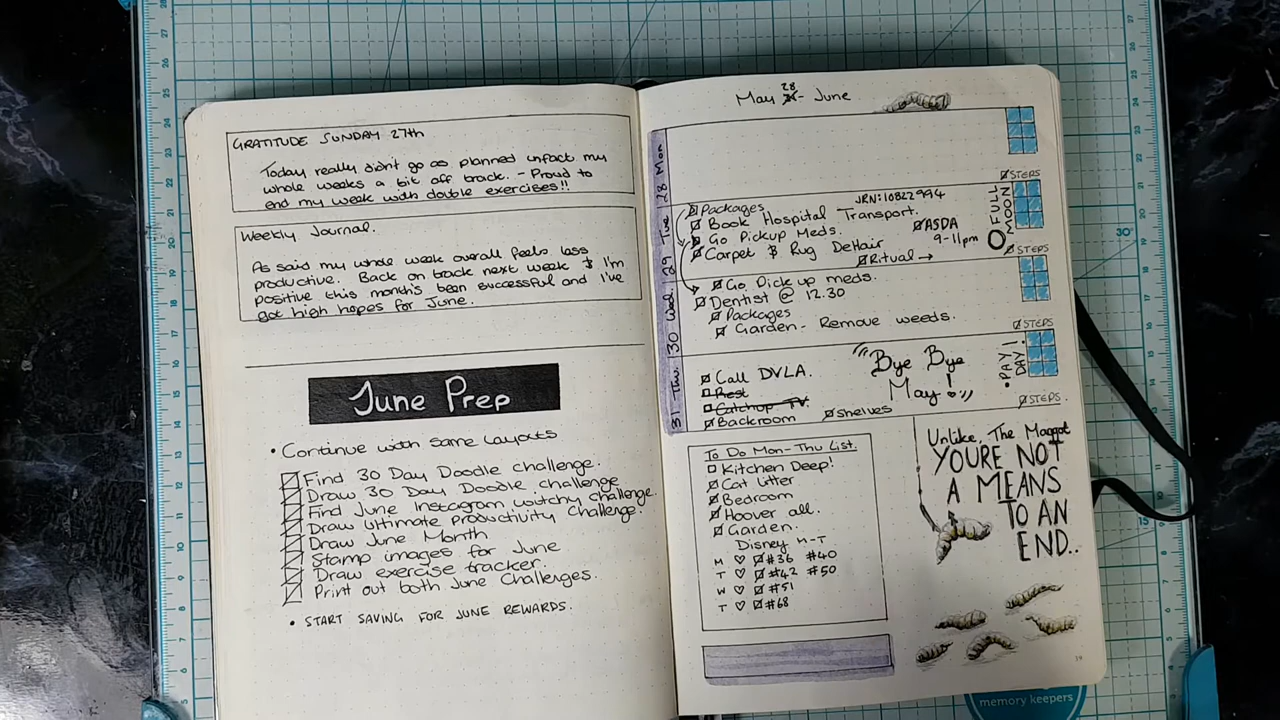 GRATITUDE SUNDAY 27th
Today really didn't go as planned infact my
whole weeks a bit off track. - Proud to
end my week with double exercises!!
Weekly Journal.
As said my whole week overall feels less
productive. Back on track next week & I'm
positive this month's been successful and I've
got high hopes for June.
June Prep
• Continue with same layouts
Find 30 Day Doodle challenge.
Draw 30 Day Doodle challenge
Find June Instagram witchy challenge.
Draw Ultimate Productivity Challenge.
Draw June Month
Stamp images for June
Draw exercise tracker.
Print out both June Challenges.
• START SAVING FOR JUNE REWARDS.
28
May - June
28 Mon
STEPS
29 Tue
Packages
JRN:10822994
Book Hospital Transport.
Go Pickup Meds.
ASDA
9-11pm
Carpet & Rug DeHair
Ritual →
FULL
MOON
STEPS
30 Wed
Go Pick up meds.
Dentist @ 12.30
Packages
Garden - Remove weeds.
STEPS
31 Thu
Call DVLA.
Rest
Catchup TV.
Backroom
shelves
Bye Bye
May!
• PAY
DAY!
STEPS.
To Do Mon-Thu List.
Kitchen Deep!
Cat litter
Bedroom
Hoover all.
Garden.
Disney M-T
M ♡ #36 #40
T ♡ #42 #50
W ♡ #51
T ♡ #68
Unlike, The Maggot
YOURE NOT
A MEANS
TO AN
END..
19
memory keepers
30